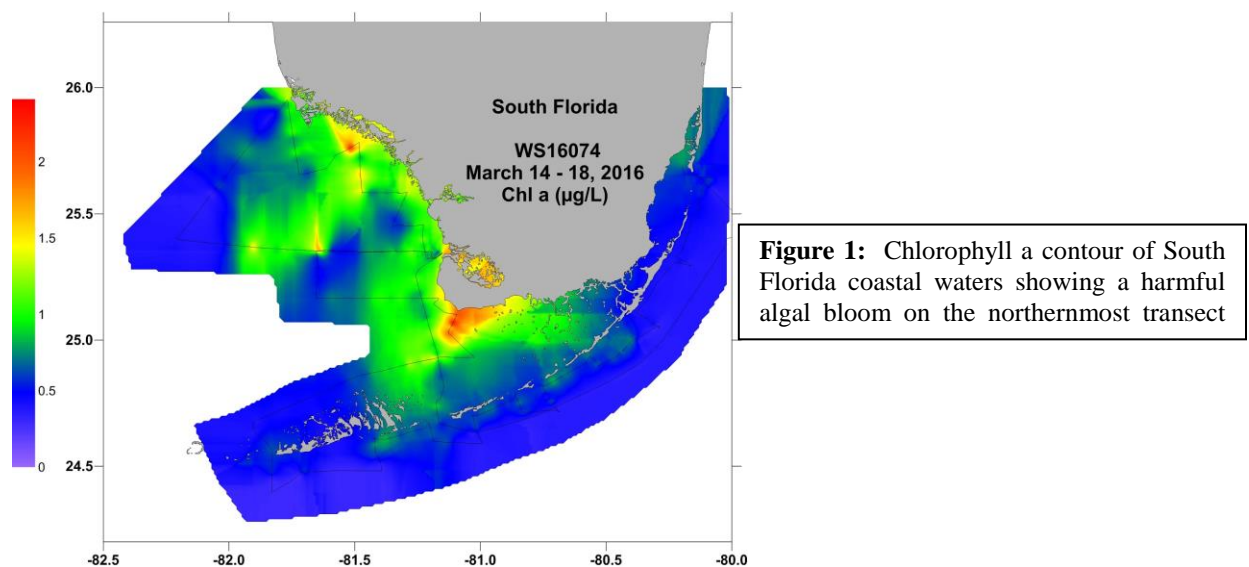 South Florida
WS16074
March 14 - 18, 2016
Chl a (µg/L)
26.0
25.5
25.0
24.5
2
1.5
1
0.5
0
-82.5 -82.0 -81.5 -81.0 -80.5 -80.0
Figure 1: Chlorophyll a contour of South
Florida coastal waters showing a harmful
algal bloom on the northernmost transect